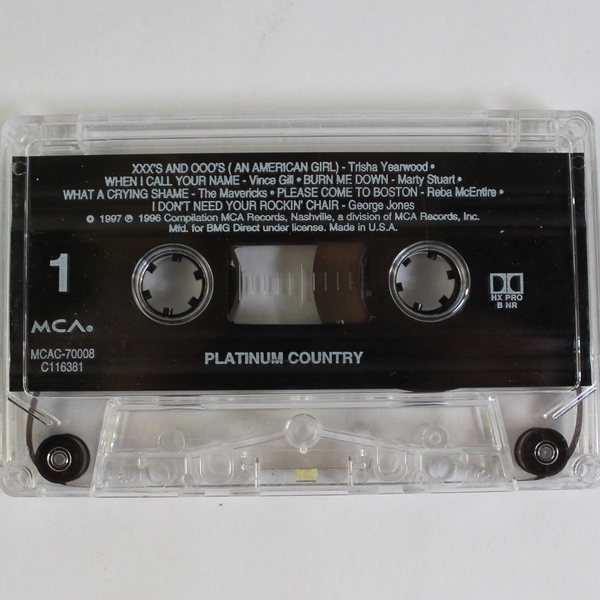 XXX'S AND OOO'S ( AN AMERICAN GIRL) - Trisha Yearwood •
WHEN I CALL YOUR NAME - Vince Gill • BURN ME DOWN - Marty Stuart •
WHAT A CRYING SHAME - The Mavericks • PLEASE COME TO BOSTON - Reba McEntire •
I DON'T NEED YOUR ROCKIN' CHAIR - George Jones
© 1997 ℗ 1996 Compilation MCA Records, Nashville, a division of MCA Records, Inc.
Mfd. for BMG Direct under license. Made in U.S.A.
1
HX PRO
B NR
MCA®
MCAC-70008
C116381
PLATINUM COUNTRY